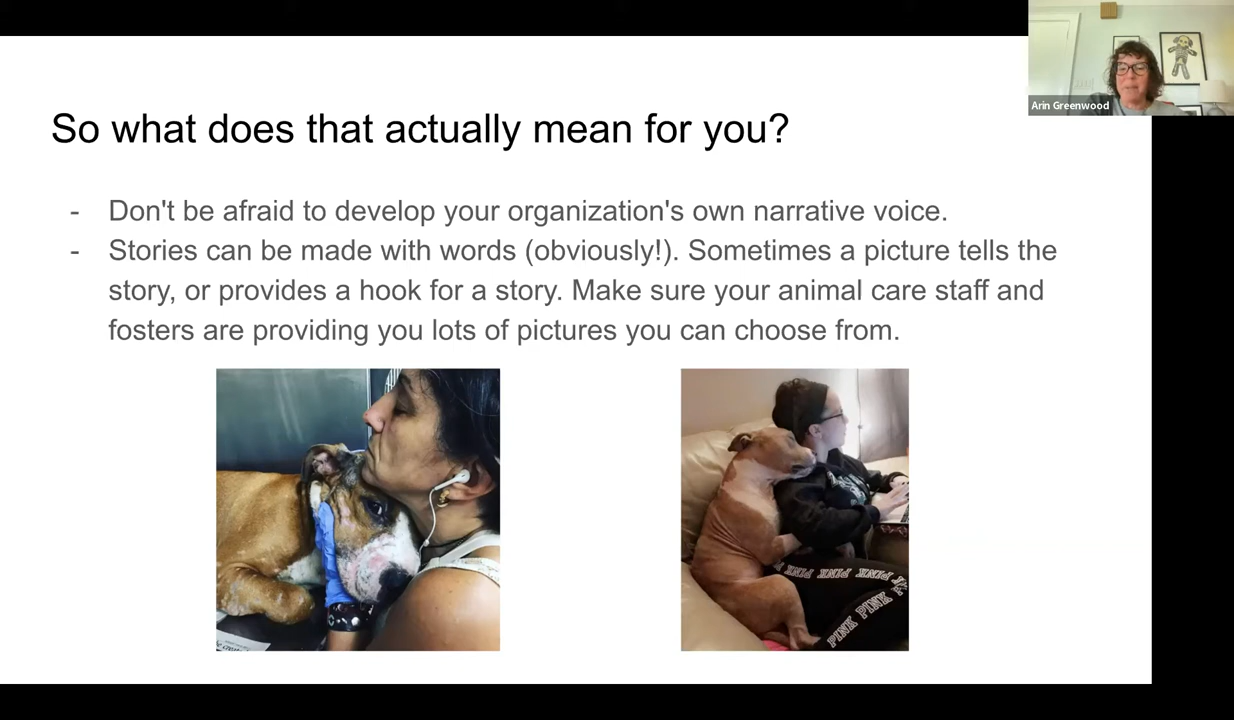 Arin Greenwood
So what does that actually mean for you?
- Don't be afraid to develop your organization's own narrative voice.
- Stories can be made with words (obviously!). Sometimes a picture tells the
story, or provides a hook for a story. Make sure your animal care staff and
fosters are providing you lots of pictures you can choose from.
PINK PINK PINK
PINK PINK